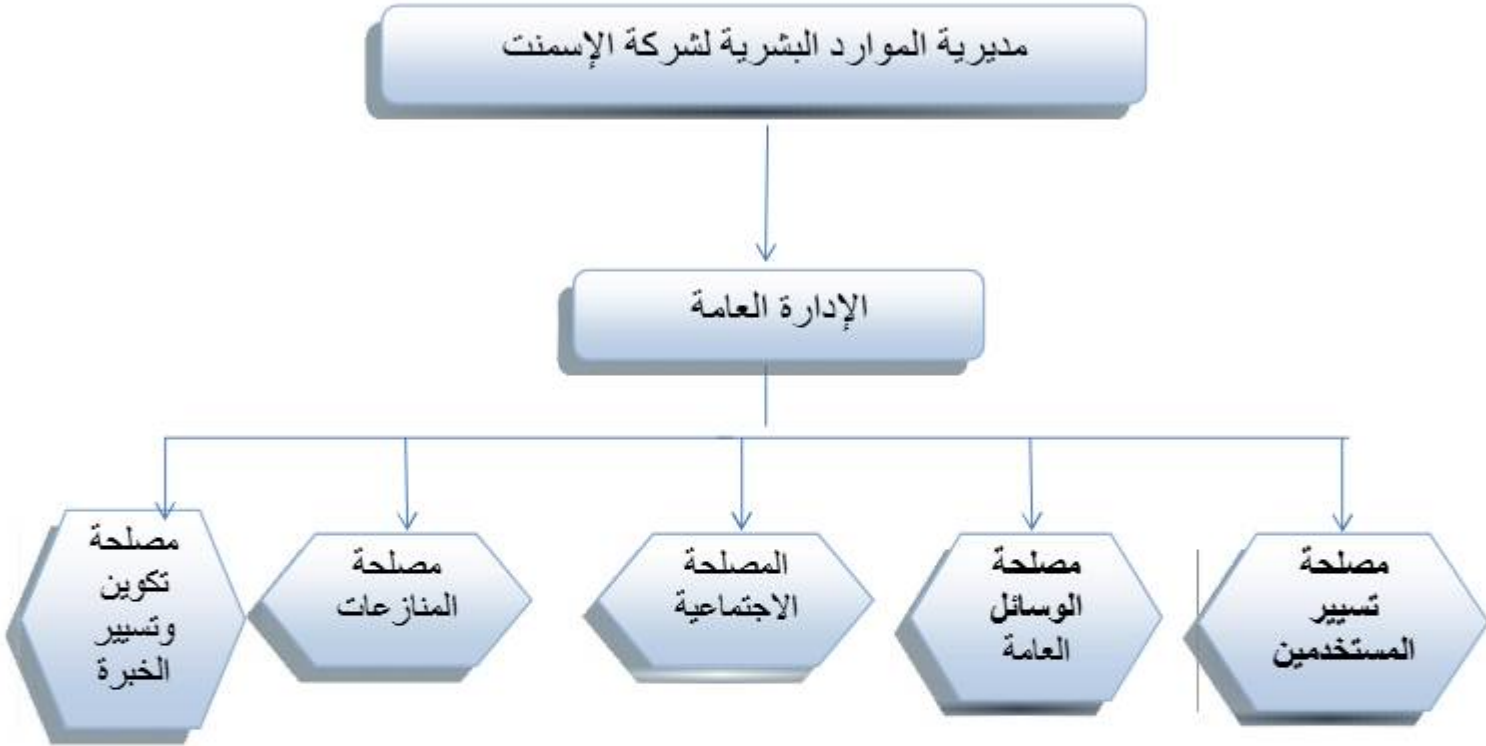 مديرية الموارد البشرية لشركة الإسمنت
الإدارة العامة
مصلحة
تسيير
المستخدمين
مصلحة
الوسائل
العامة
المصلحة
الاجتماعية
مصلحة
المنازعات
مصلحة
تكوين
وتسيير
الخبرة